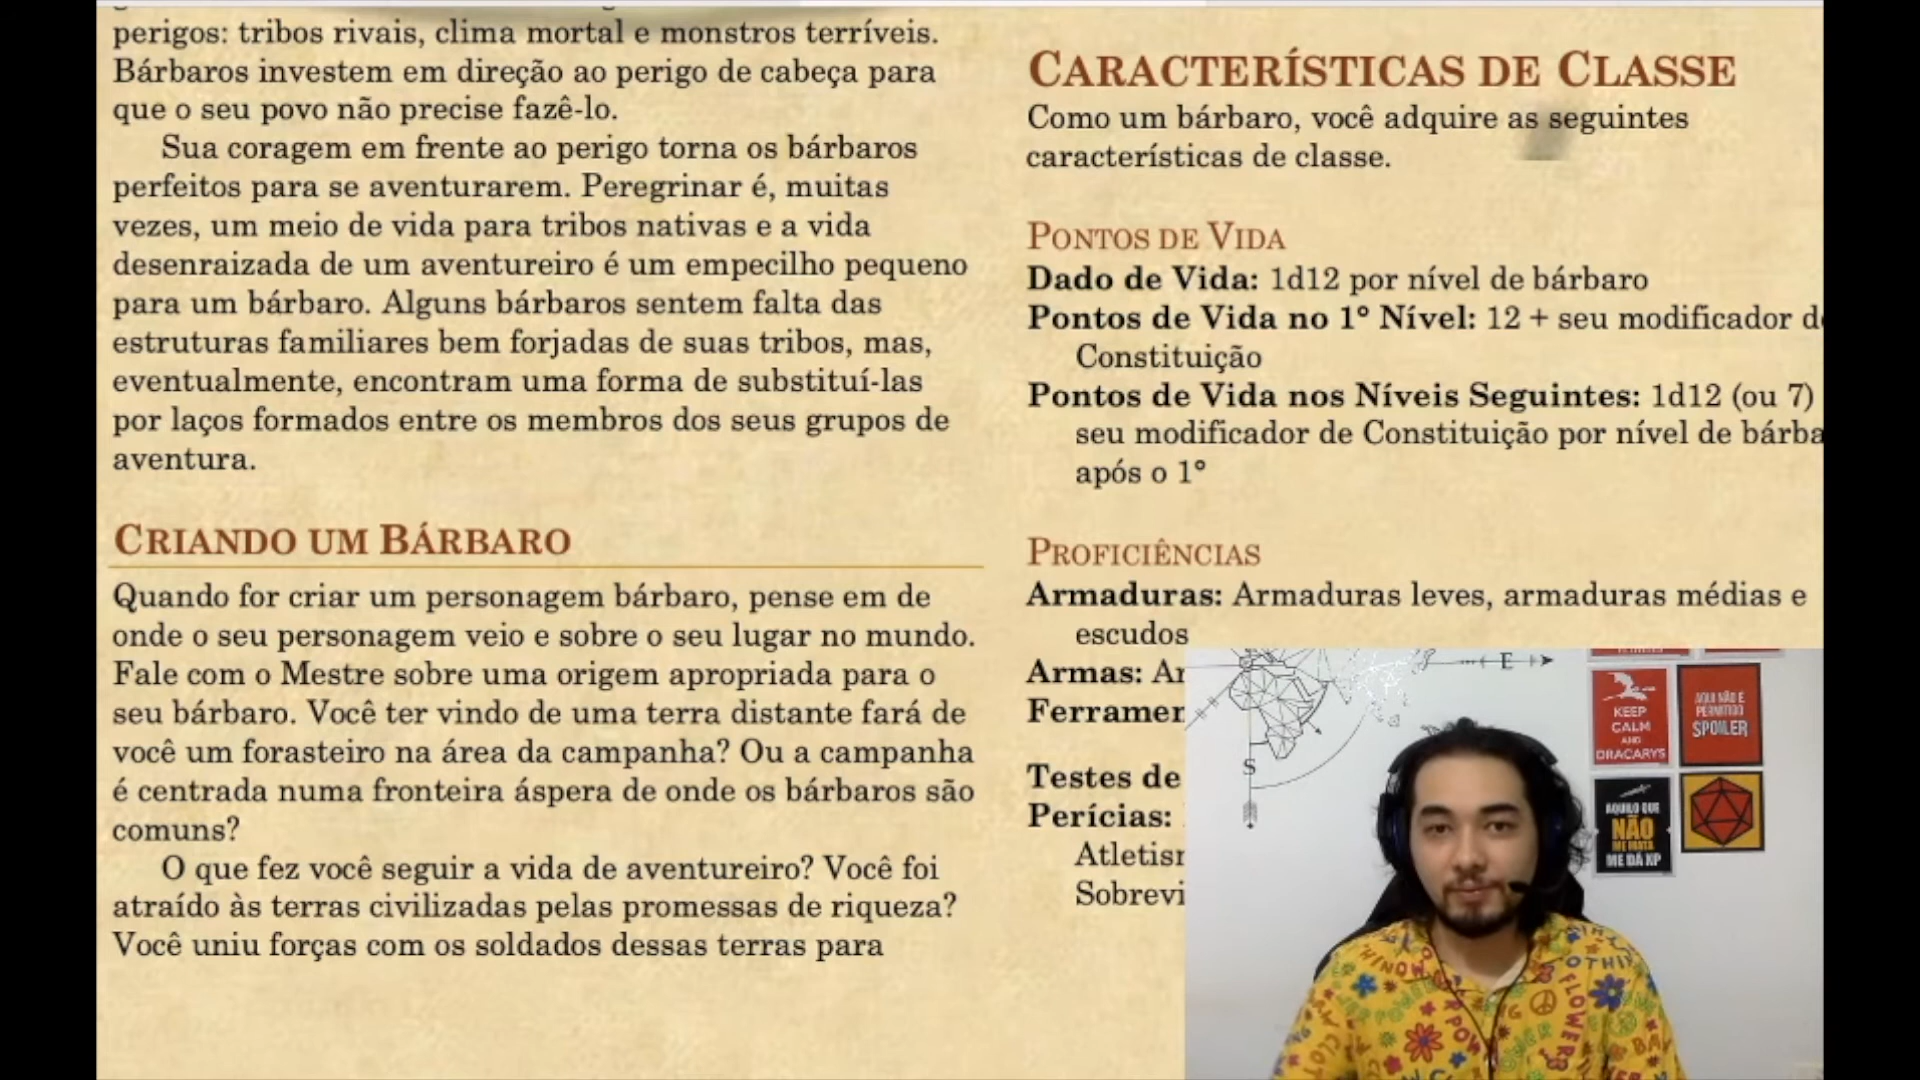 perigos: tribos rivais, clima mortal e monstros terríveis.
Bárbaros investem em direção ao perigo de cabeça para
que o seu povo não precise fazê-lo.
Sua coragem em frente ao perigo torna os bárbaros
perfeitos para se aventurarem. Peregrinar é, muitas
vezes, um meio de vida para tribos nativas e a vida
desenraizada de um aventureiro é um empecilho pequeno
para um bárbaro. Alguns bárbaros sentem falta das
estruturas familiares bem forjadas de suas tribos, mas,
eventualmente, encontram uma forma de substituí-las
por laços formados entre os membros dos seus grupos de
aventura.
CRIANDO UM BÁRBARO
Quando for criar um personagem bárbaro, pense em de
onde o seu personagem veio e sobre o seu lugar no mundo.
Fale com o Mestre sobre uma origem apropriada para o
seu bárbaro. Você ter vindo de uma terra distante fará de
você um forasteiro na área da campanha? Ou a campanha
é centrada numa fronteira áspera de onde os bárbaros são
comuns?
O que fez você seguir a vida de aventureiro? Você foi
atraído às terras civilizadas pelas promessas de riqueza?
Você uniu forças com os soldados dessas terras para
CARACTERÍSTICAS DE CLASSE
Como um bárbaro, você adquire as seguintes
características de classe.
PONTOS DE VIDA
Dado de Vida: 1d12 por nível de bárbaro
Pontos de Vida no 1° Nível: 12 + seu modificador d
Constituição
Pontos de Vida nos Níveis Seguintes: 1d12 (ou 7)
seu modificador de Constituição por nível de bárba
após o 1°
PROFICIÊNCIAS
Armaduras: Armaduras leves, armaduras médias e
escudos
Armas: Ar
Ferramen
Testes de
Perícias:
Atletis
Sobrevi
E
S
KEEP
CALM
AND
DRACARYS
AQUI NÃO É
PERMITIDO
SPOILER
AQUILO QUE
NÃO
ME MATA
ME DÁ XP